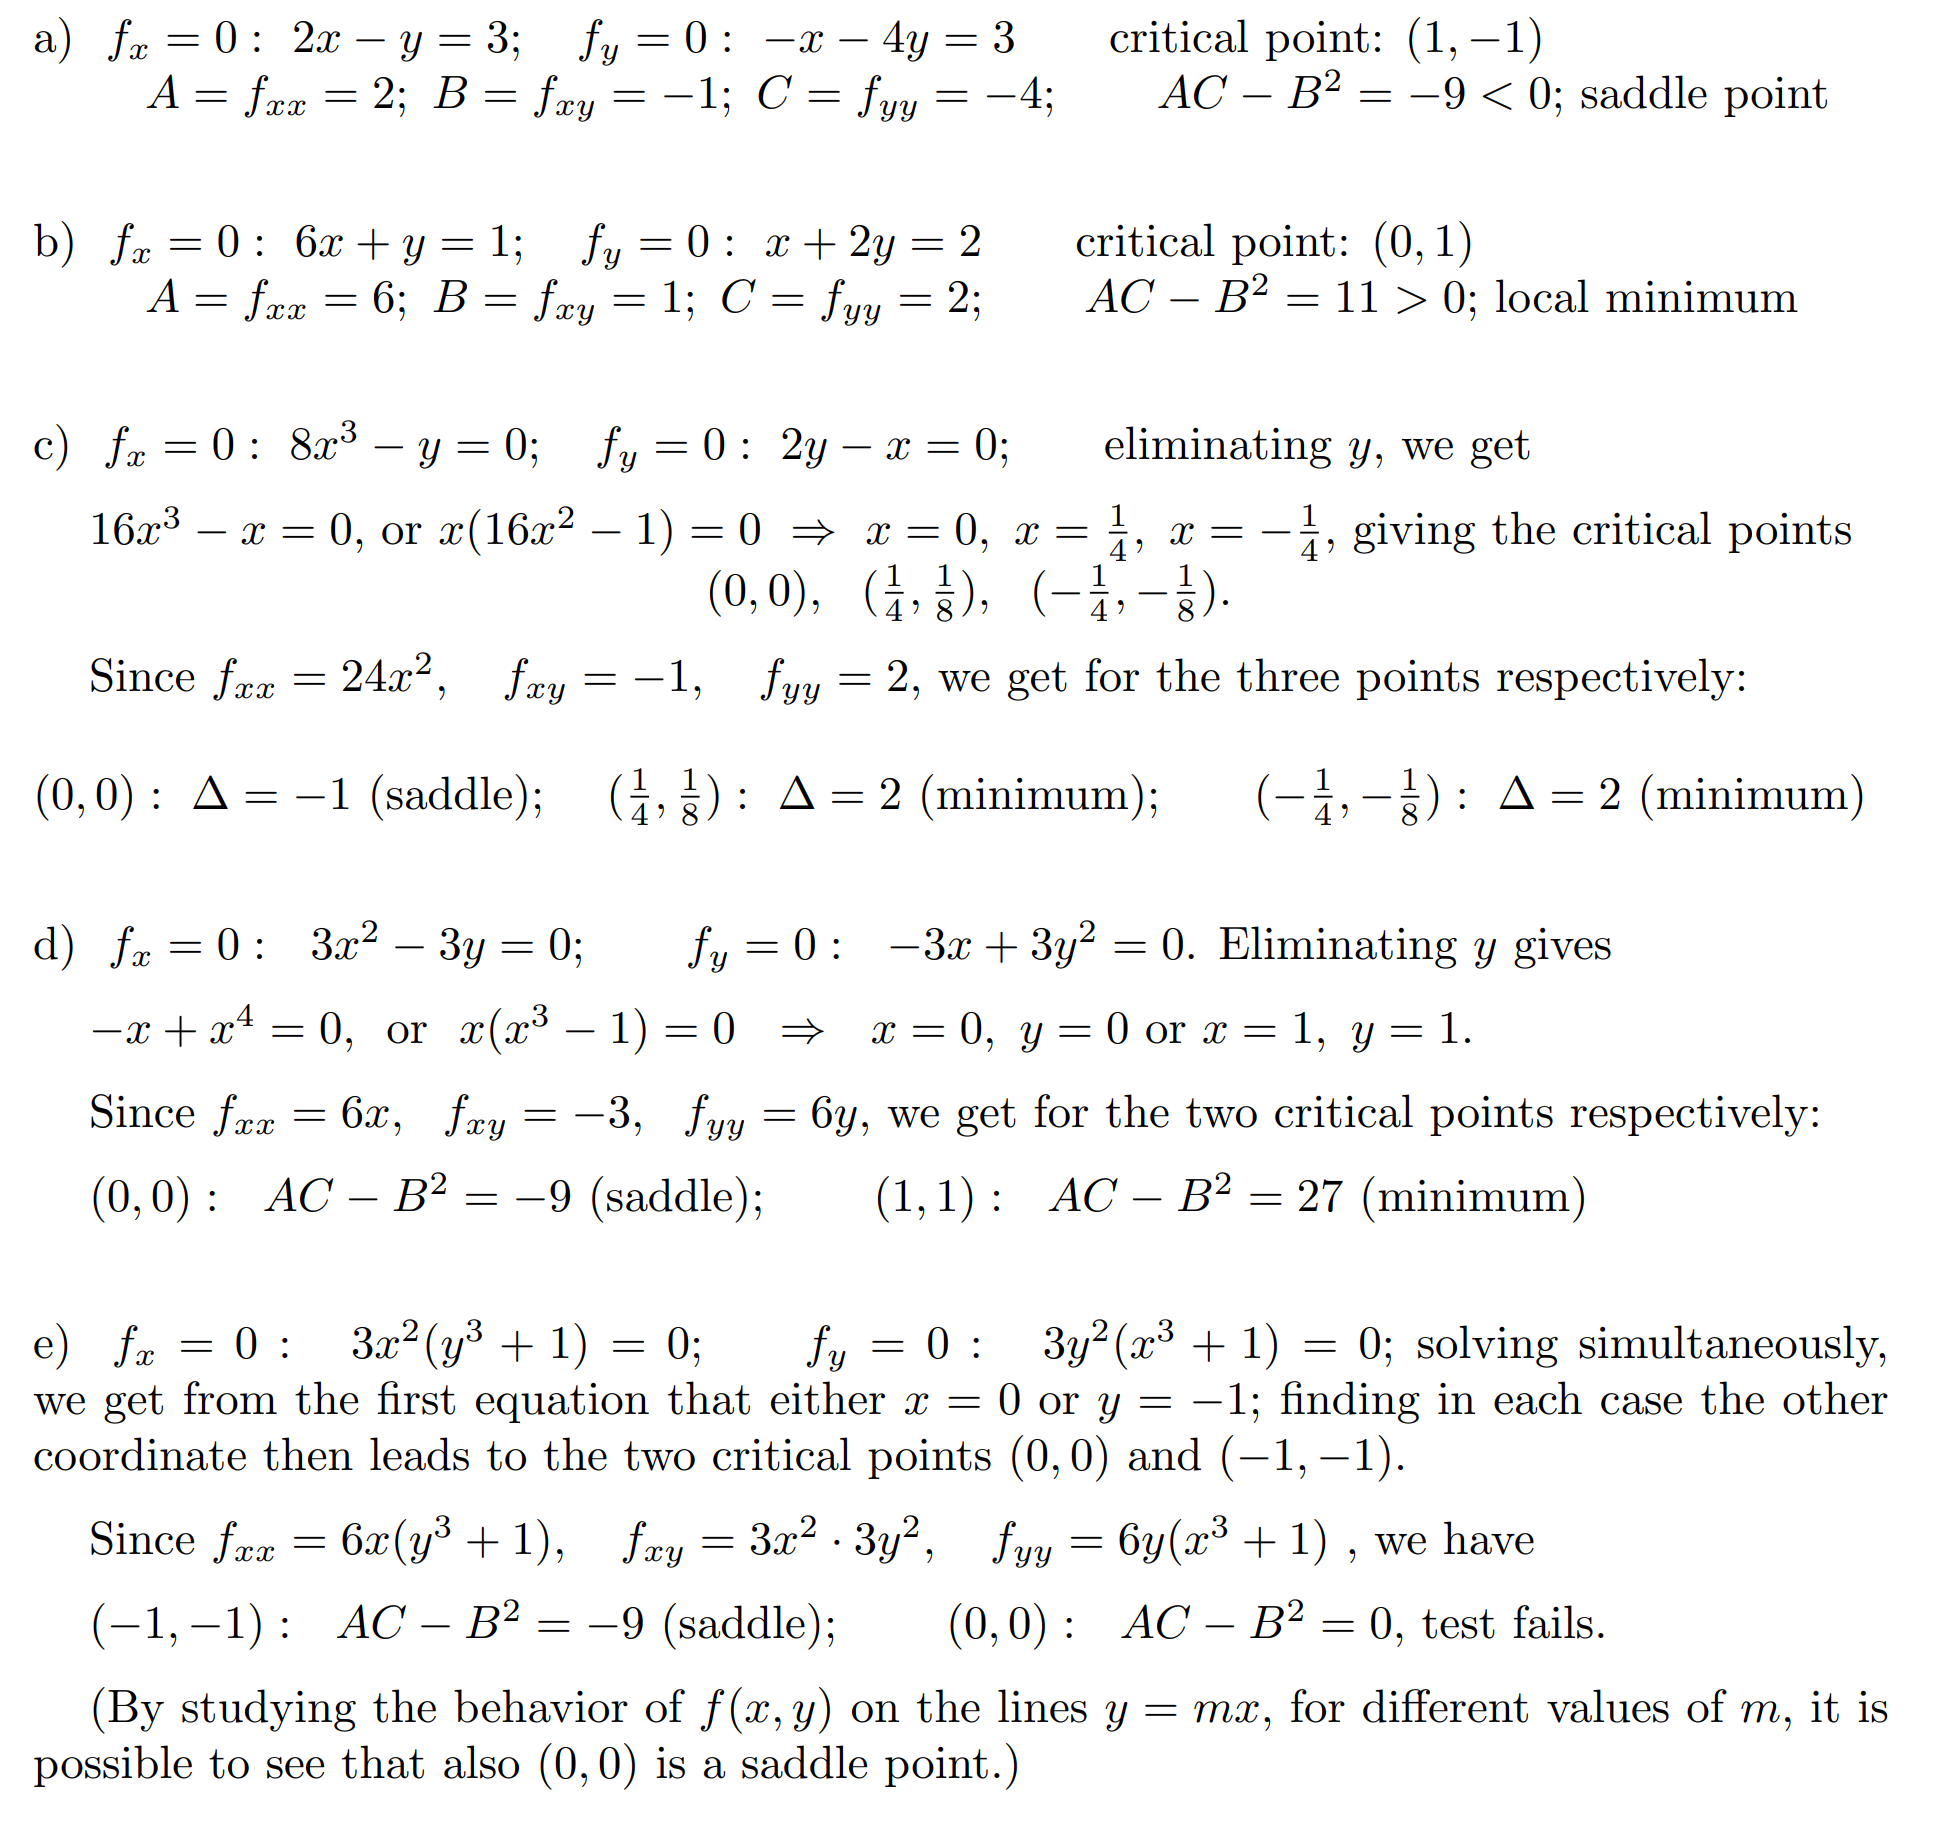 a) fₓ = 0 : 2x − y = 3; f_y = 0 : −x − 4y = 3 critical point: (1, −1)
A = fₓₓ = 2; B = f_xy = −1; C = f_yy = −4; AC − B² = −9 < 0; saddle point
b) fₓ = 0 : 6x + y = 1; f_y = 0 : x + 2y = 2 critical point: (0, 1)
A = fₓₓ = 6; B = f_xy = 1; C = f_yy = 2; AC − B² = 11 > 0; local minimum
c) fₓ = 0 : 8x³ − y = 0; f_y = 0 : 2y − x = 0; eliminating y, we get
16x³ − x = 0, or x(16x² − 1) = 0 ⇒ x = 0, x = 1/4, x = −1/4, giving the critical points
(0, 0), (1/4, 1/8), (−1/4, −1/8).
Since fₓₓ = 24x², f_xy = −1, f_yy = 2, we get for the three points respectively:
(0, 0) : Δ = −1 (saddle); (1/4, 1/8) : Δ = 2 (minimum); (−1/4, −1/8) : Δ = 2 (minimum)
d) fₓ = 0 : 3x² − 3y = 0; f_y = 0 : −3x + 3y² = 0. Eliminating y gives
−x + x⁴ = 0, or x(x³ − 1) = 0 ⇒ x = 0, y = 0 or x = 1, y = 1.
Since fₓₓ = 6x, f_xy = −3, f_yy = 6y, we get for the two critical points respectively:
(0, 0) : AC − B² = −9 (saddle); (1, 1) : AC − B² = 27 (minimum)
e) fₓ = 0 : 3x²(y³ + 1) = 0; f_y = 0 : 3y²(x³ + 1) = 0; solving simultaneously,
we get from the first equation that either x = 0 or y = −1; finding in each case the other
coordinate then leads to the two critical points (0, 0) and (−1, −1).
Since fₓₓ = 6x(y³ + 1), f_xy = 3x² · 3y², f_yy = 6y(x³ + 1) , we have
(−1, −1) : AC − B² = −9 (saddle); (0, 0) : AC − B² = 0, test fails.
(By studying the behavior of f(x, y) on the lines y = mx, for different values of m, it is
possible to see that also (0, 0) is a saddle point.)